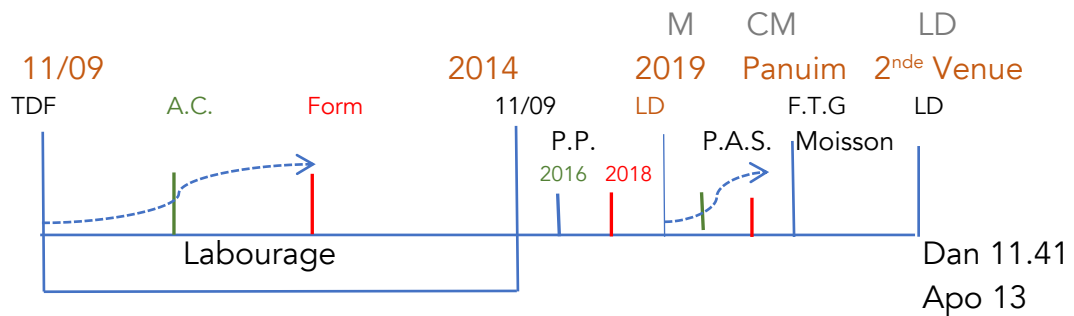 M CM LD
11/09 2014 2019 Panuim 2nde Venue
TDF A.C. Form 11/09 LD F.T.G LD
P.P. P.A.S. Moisson
2016 2018
Labourage
Dan 11.41
Apo 13